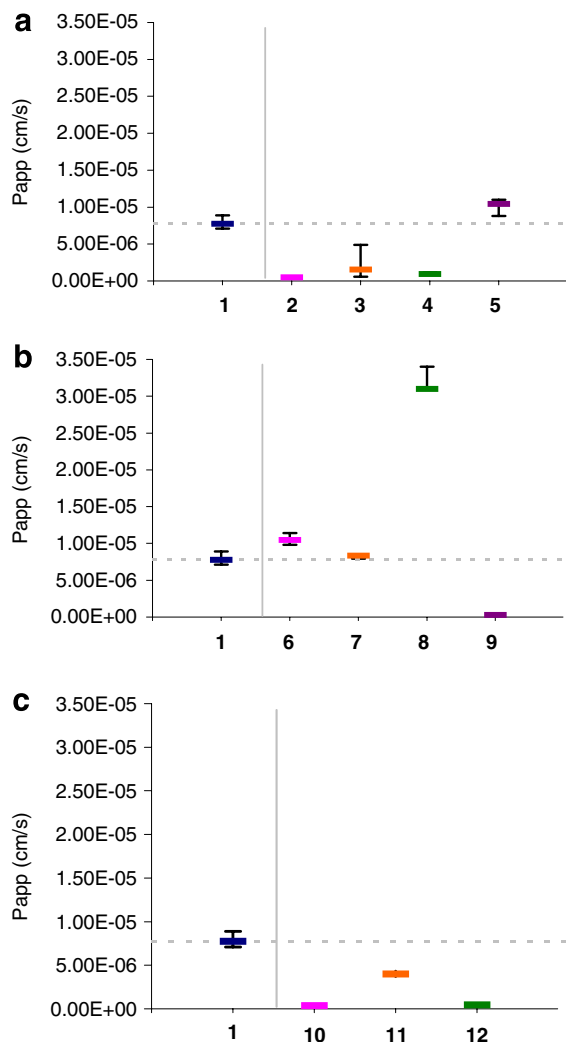 a
Papp (cm/s)
3.50E-05
3.00E-05
2.50E-05
2.00E-05
1.50E-05
1.00E-05
5.00E-06
0.00E+00
1 2 3 4 5
b
Papp (cm/s)
3.50E-05
3.00E-05
2.50E-05
2.00E-05
1.50E-05
1.00E-05
5.00E-06
0.00E+00
1 6 7 8 9
c
Papp (cm/s)
3.50E-05
3.00E-05
2.50E-05
2.00E-05
1.50E-05
1.00E-05
5.00E-06
0.00E+00
1 10 11 12